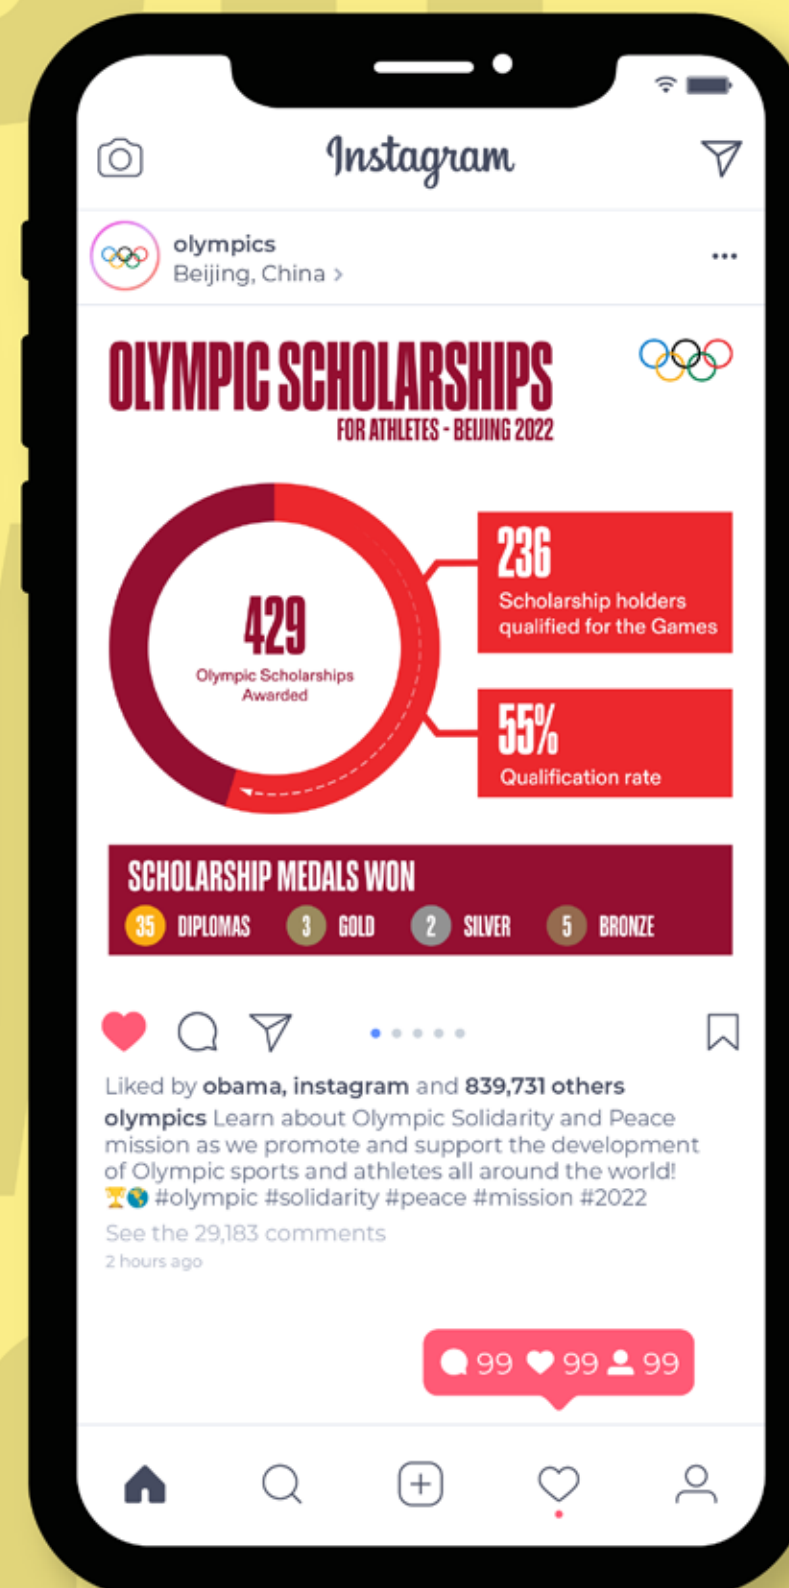 Instagram
olympics
Beijing, China >
OLYMPIC SCHOLARSHIPS
FOR ATHLETES - BEIJING 2022
429
Olympic Scholarships
Awarded
236
Scholarship holders
qualified for the Games
55%
Qualification rate
SCHOLARSHIP MEDALS WON
35 DIPLOMAS 3 GOLD 2 SILVER 5 BRONZE
Liked by obama, instagram and 839,731 others
olympics Learn about Olympic Solidarity and Peace
mission as we promote and support the development
of Olympic sports and athletes all around the world!
🏆🌎 #olympic #solidarity #peace #mission #2022
See the 29,183 comments
2 hours ago
99 99 99